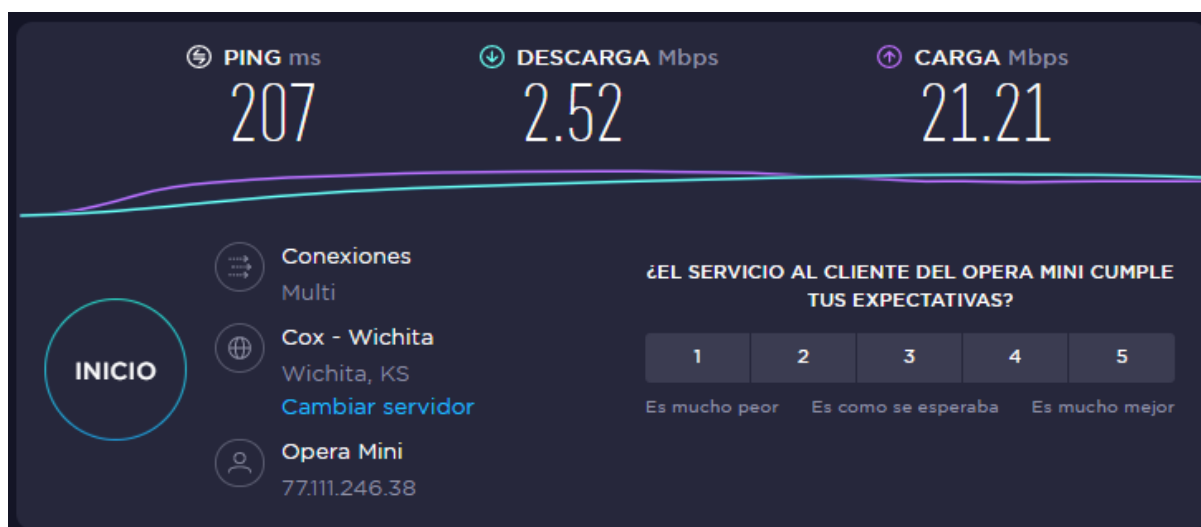 PING ms
207
DESCARGA Mbps
2.52
CARGA Mbps
21.21
INICIO
Conexiones
Multi
Cox - Wichita
Wichita, KS
Cambiar servidor
Opera Mini
77.111.246.38
¿EL SERVICIO AL CLIENTE DEL OPERA MINI CUMPLE
TUS EXPECTATIVAS?
1 2 3 4 5
Es mucho peor Es como se esperaba Es mucho mejor